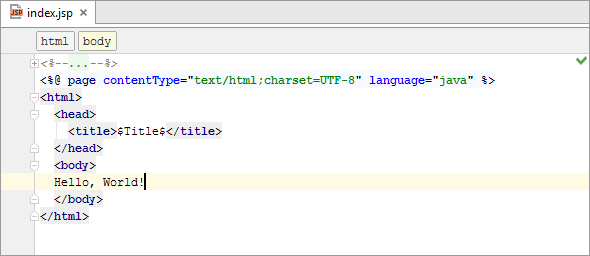 JSP index.jsp ×
html body
<%--...--%>
<%@ page contentType="text/html;charset=UTF-8" language="java" %>
<html>
<head>
<title>$Title$</title>
</head>
<body>
Hello, World!
</body>
</html>